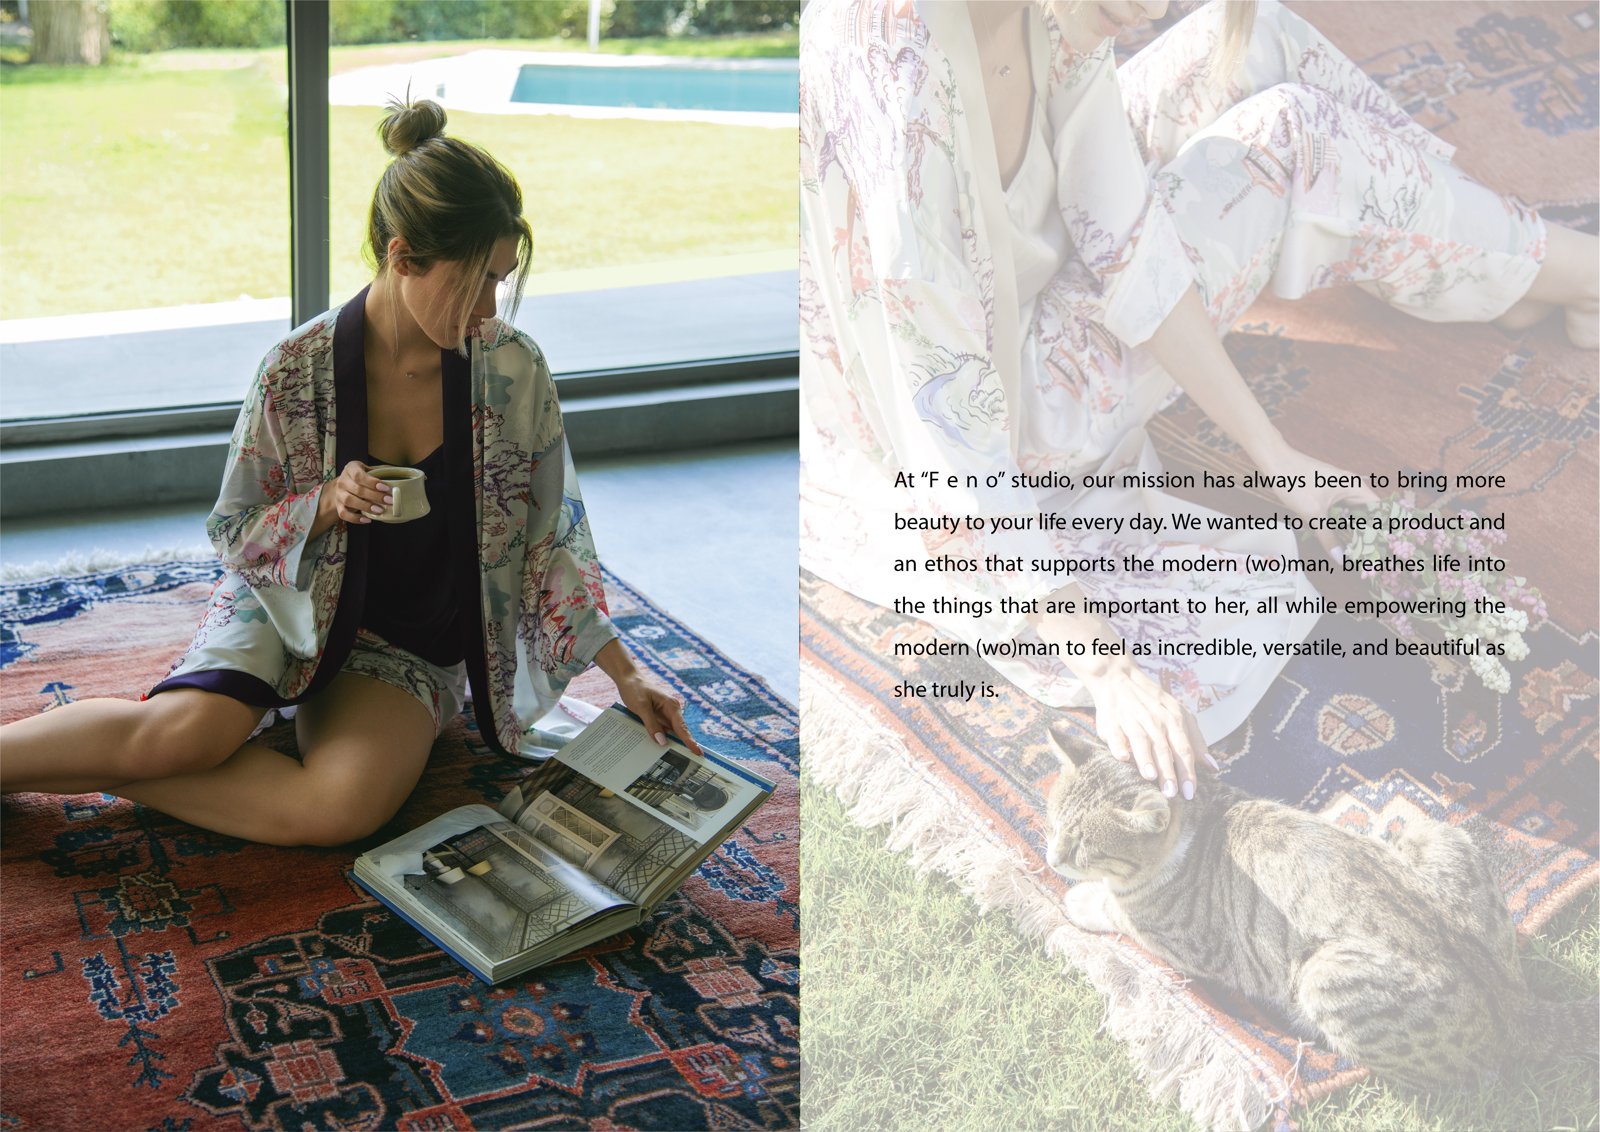 At “F e n o” studio, our mission has always been to bring more
beauty to your life every day. We wanted to create a product and
an ethos that supports the modern (wo)man, breathes life into
the things that are important to her, all while empowering the
modern (wo)man to feel as incredible, versatile, and beautiful as
she truly is.